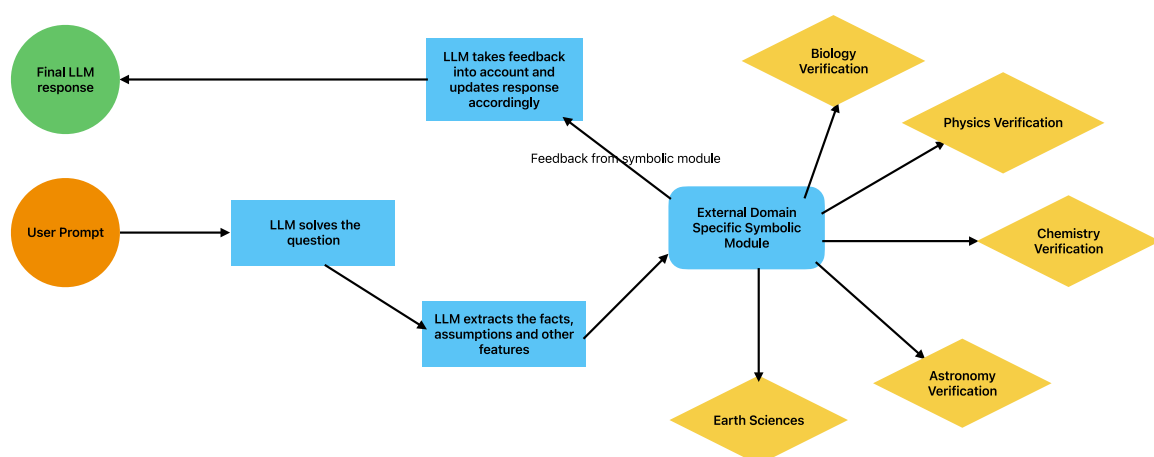 Final LLM
response
LLM takes feedback
into account and
updates response
accordingly
Biology
Verification
Physics Verification
Feedback from symbolic module
User Prompt
LLM solves the
question
External Domain
Specific Symbolic
Module
Chemistry
Verification
LLM extracts the facts,
assumptions and other
features
Astronomy
Verification
Earth Sciences